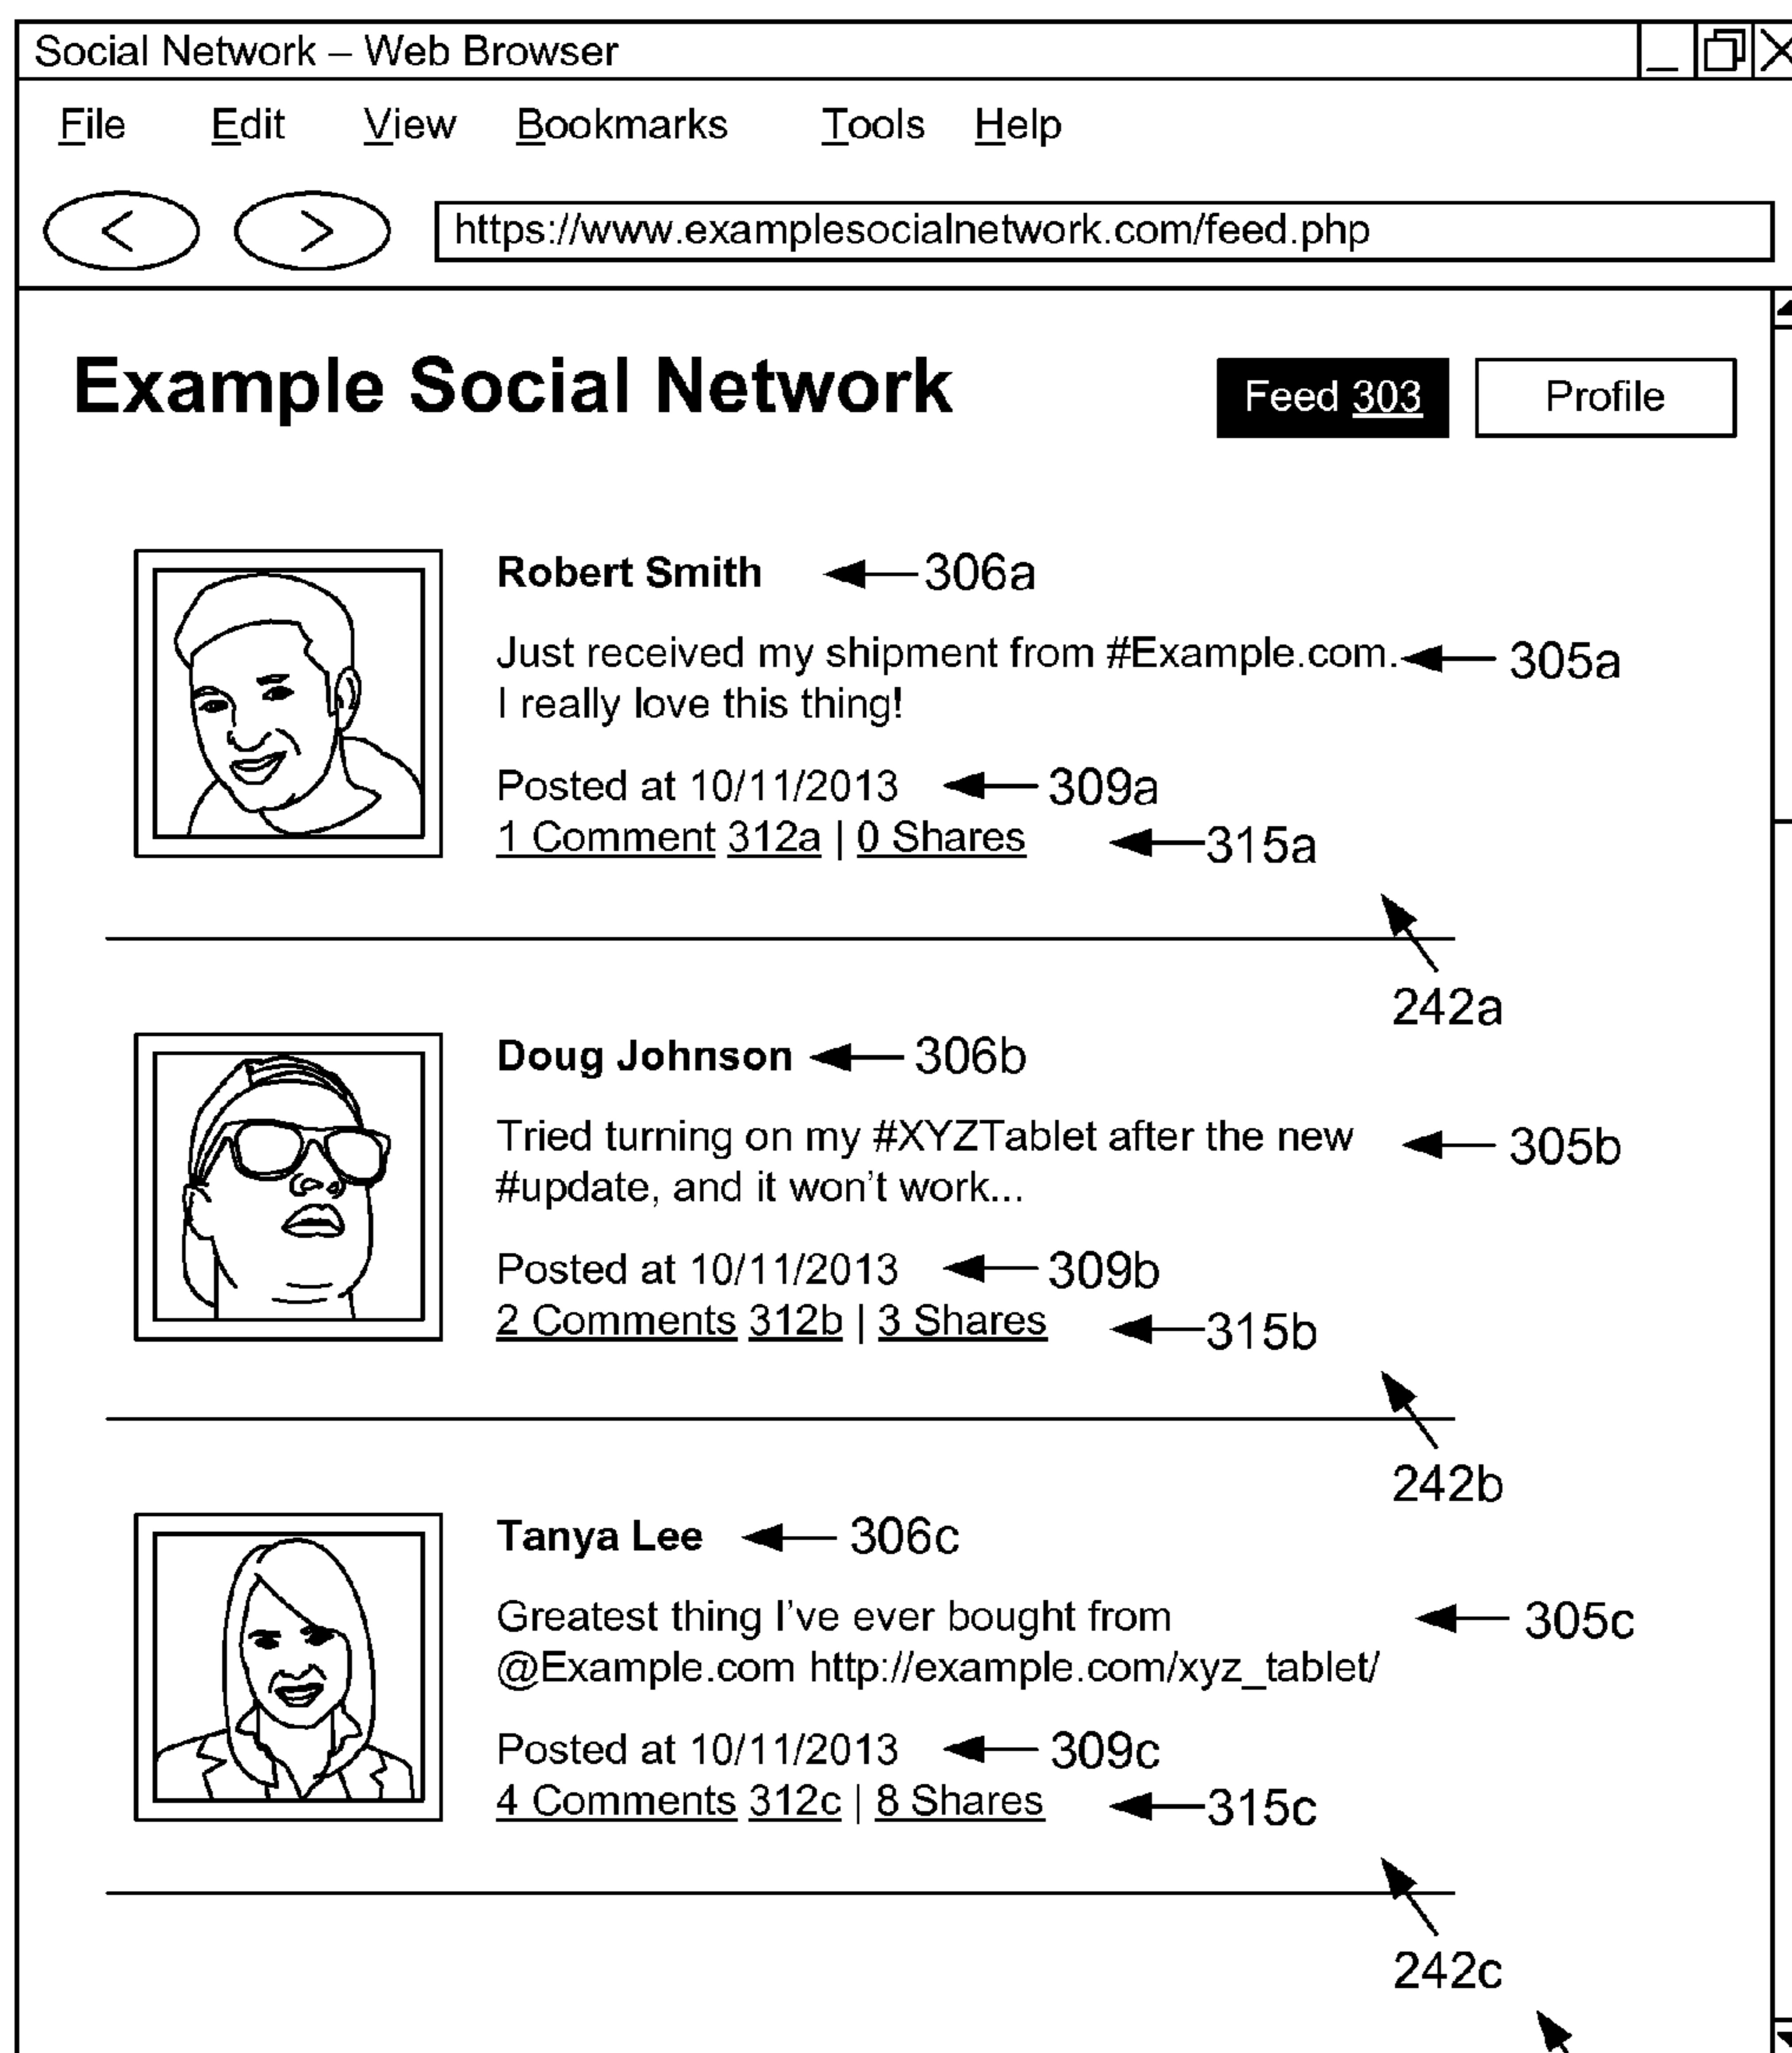 Social Network – Web Browser
File Edit View Bookmarks Tools Help
< > https://www.examplesocialnetwork.com/feed.php
Example Social Network Feed 303 Profile
Robert Smith 306a
Just received my shipment from #Example.com. 305a
I really love this thing!
Posted at 10/11/2013 309a
1 Comment 312a | 0 Shares 315a
242a
Doug Johnson 306b
Tried turning on my #XYZTablet after the new 305b
#update, and it won’t work...
Posted at 10/11/2013 309b
2 Comments 312b | 3 Shares 315b
242b
Tanya Lee 306c
Greatest thing I’ve ever bought from 305c
@Example.com http://example.com/xyz_tablet/
Posted at 10/11/2013 309c
4 Comments 312c | 8 Shares 315c
242c